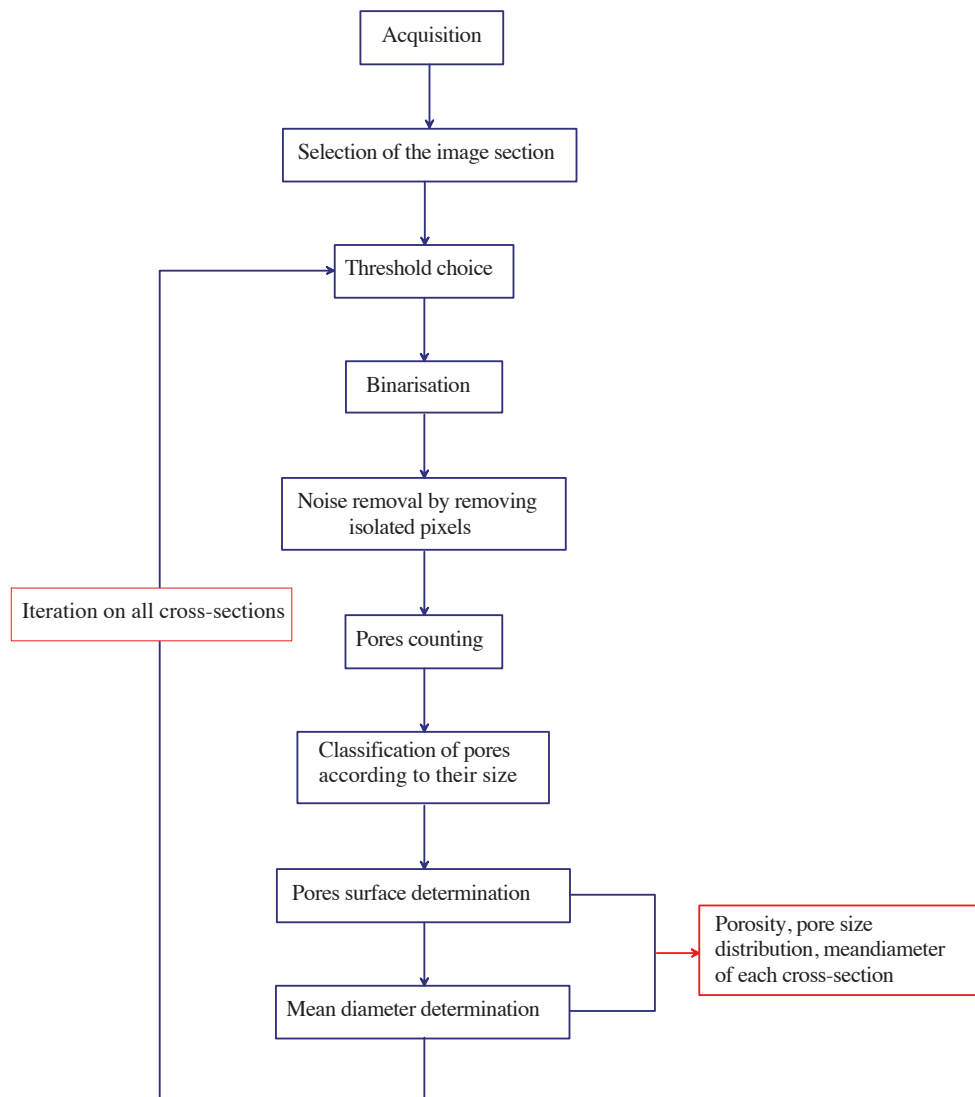 Acquisition
Selection of the image section
Threshold choice
Binarisation
Noise removal by removing
isolated pixels
Iteration on all cross-sections
Pores counting
Classification of pores
according to their size
Pores surface determination
Porosity, pore size
distribution, meandiameter
of each cross-section
Mean diameter determination